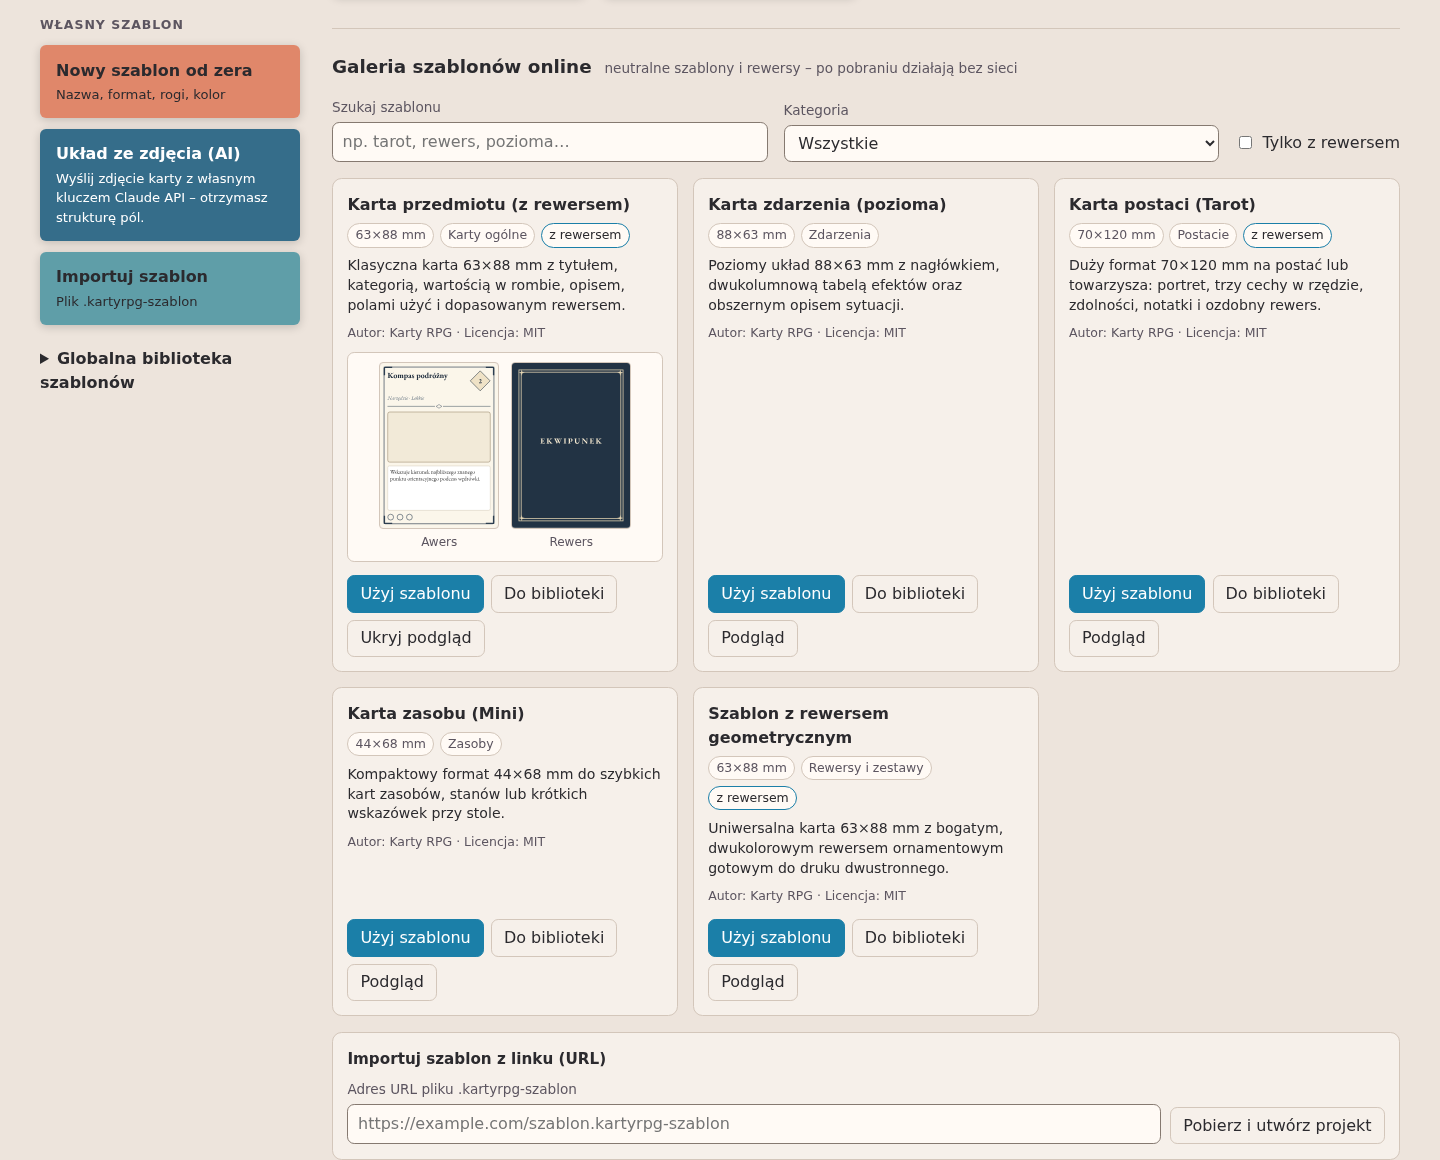 WŁASNY SZABLON
Nowy szablon od zera
Nazwa, format, rogi, kolor
Układ ze zdjęcia (AI)
Wyślij zdjęcie karty z własnym
kluczem Claude API – otrzymasz
strukturę pól.
Importuj szablon
Plik .kartyrpg-szablon
Globalna biblioteka
szablonów
Galeria szablonów online neutralne szablony i rewersy – po pobraniu działają bez sieci
Szukaj szablonu
np. tarot, rewers, pozioma…
Kategoria
Wszystkie
Tylko z rewersem
Karta przedmiotu (z rewersem)
63×88 mm Karty ogólne z rewersem
Klasyczna karta 63×88 mm z tytułem,
kategorią, wartością w rombie, opisem,
polami użyć i dopasowanym rewersem.
Autor: Karty RPG · Licencja: MIT
Kompas podróżny
2
Narzędzie · Lekkie
Wskazuje kierunek najbliższego znanego
punktu orientacyjnego podczas wędrówki.
EKWIPUNEK
Awers
Rewers
Użyj szablonu
Do biblioteki
Ukryj podgląd
Karta zdarzenia (pozioma)
88×63 mm Zdarzenia
Poziomy układ 88×63 mm z nagłówkiem,
dwukolumnową tabelą efektów oraz
obszernym opisem sytuacji.
Autor: Karty RPG · Licencja: MIT
Użyj szablonu
Do biblioteki
Podgląd
Karta postaci (Tarot)
70×120 mm Postacie z rewersem
Duży format 70×120 mm na postać lub
towarzysza: portret, trzy cechy w rzędzie,
zdolności, notatki i ozdobny rewers.
Autor: Karty RPG · Licencja: MIT
Użyj szablonu
Do biblioteki
Podgląd
Karta zasobu (Mini)
44×68 mm Zasoby
Kompaktowy format 44×68 mm do szybkich
kart zasobów, stanów lub krótkich
wskazówek przy stole.
Autor: Karty RPG · Licencja: MIT
Użyj szablonu
Do biblioteki
Podgląd
Szablon z rewersem
geometrycznym
63×88 mm Rewersy i zestawy
z rewersem
Uniwersalna karta 63×88 mm z bogatym,
dwukolorowym rewersem ornamentowym
gotowym do druku dwustronnego.
Autor: Karty RPG · Licencja: MIT
Użyj szablonu
Do biblioteki
Podgląd
Importuj szablon z linku (URL)
Adres URL pliku .kartyrpg-szablon
https://example.com/szablon.kartyrpg-szablon
Pobierz i utwórz projekt